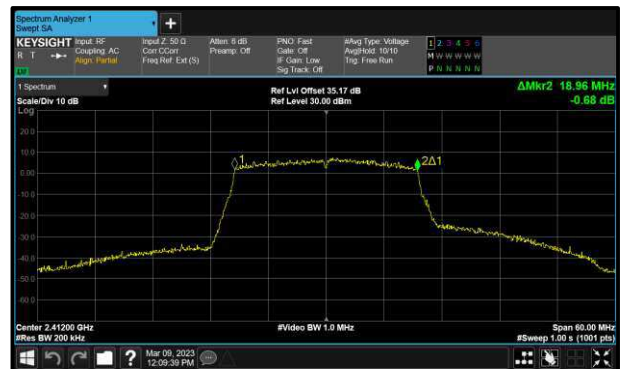 Spectrum Analyzer 1
Swept SA
+
KEYSIGHT
R T
Input: RF
Coupling: AC
Align: Partial
Input Z: 50 Ω
Corr CCorr
Freq Ref: Ext (S)
Atten: 6 dB
Preamp: Off
PNO: Fast
Gate: Off
IF Gain: Low
Sig Track: Off
#Avg Type: Voltage
Avg|Hold: 10/10
Trig: Free Run
1 2 3 4 5 6
M W W W W W
P N N N N N
1 Spectrum
Scale/Div 10 dB
Ref Lvl Offset 35.17 dB
Ref Level 30.00 dBm
ΔMkr2 18.96 MHz
-0.68 dB
Log
20.0
10.0
0.00
-10.0
-20.0
-30.0
-40.0
-50.0
-60.0
1
2Δ1
Center 2.41200 GHz
#Res BW 200 kHz
#Video BW 1.0 MHz
Span 60.00 MHz
#Sweep 1.00 s (1001 pts)
?
Mar 09, 2023
12:09:39 PM